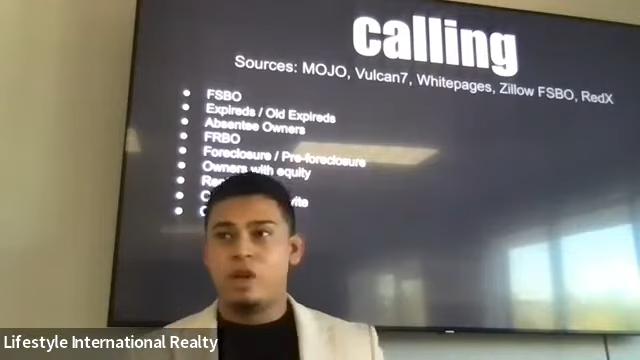 calling
Sources: MOJO, Vulcan7, Whitepages, Zillow FSBO, RedX
• FSBO
• Expireds / Old Expireds
• Absentee Owners
• FRBO
• Foreclosure / Pre-foreclosure
• Owners with equity
•
•
•
Lifestyle International Realty